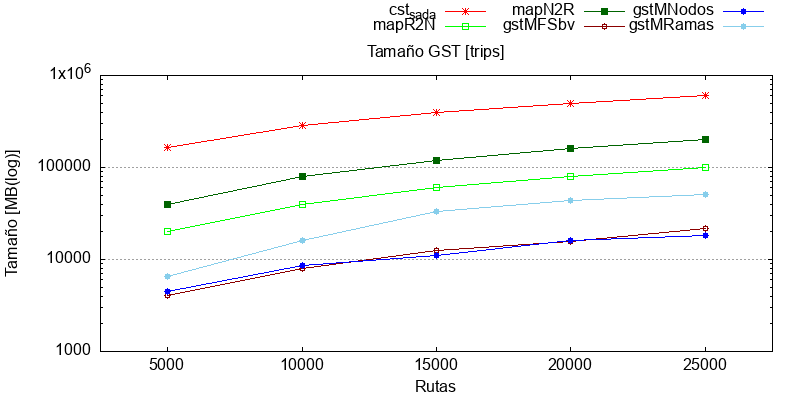 cst_sada mapN2R gstMNodos
mapR2N gstMFSbv gstMRamas
Tamaño GST [trips]
1x10^6
100000
10000
1000
Tamaño [MB(log)]
5000 10000 15000 20000 25000
Rutas